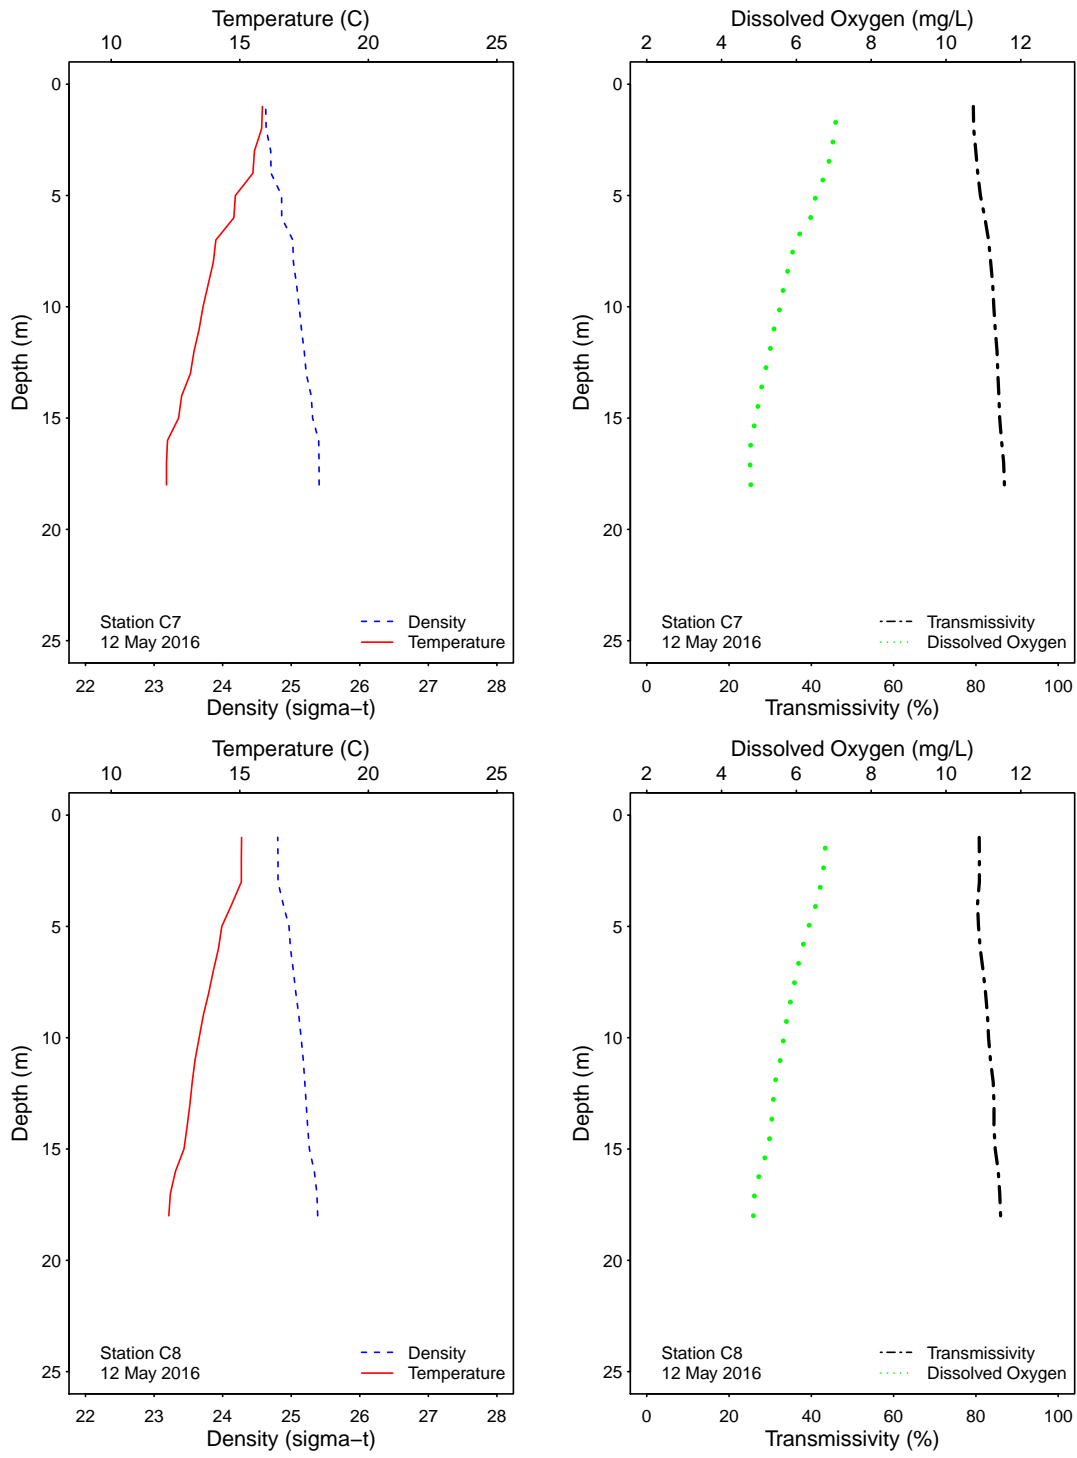 Temperature (C)
10 15 20 25
0
5
10
15
20
25
Depth (m)
Station C7
12 May 2016
Density
Temperature
22 23 24 25 26 27 28
Density (sigma−t)
Dissolved Oxygen (mg/L)
2 4 6 8 10 12
0
5
10
15
20
25
Depth (m)
Station C7
12 May 2016
Transmissivity
Dissolved Oxygen
0 20 40 60 80 100
Transmissivity (%)
Temperature (C)
10 15 20 25
0
5
10
15
20
25
Depth (m)
Station C8
12 May 2016
Density
Temperature
22 23 24 25 26 27 28
Density (sigma−t)
Dissolved Oxygen (mg/L)
2 4 6 8 10 12
0
5
10
15
20
25
Depth (m)
Station C8
12 May 2016
Transmissivity
Dissolved Oxygen
0 20 40 60 80 100
Transmissivity (%)